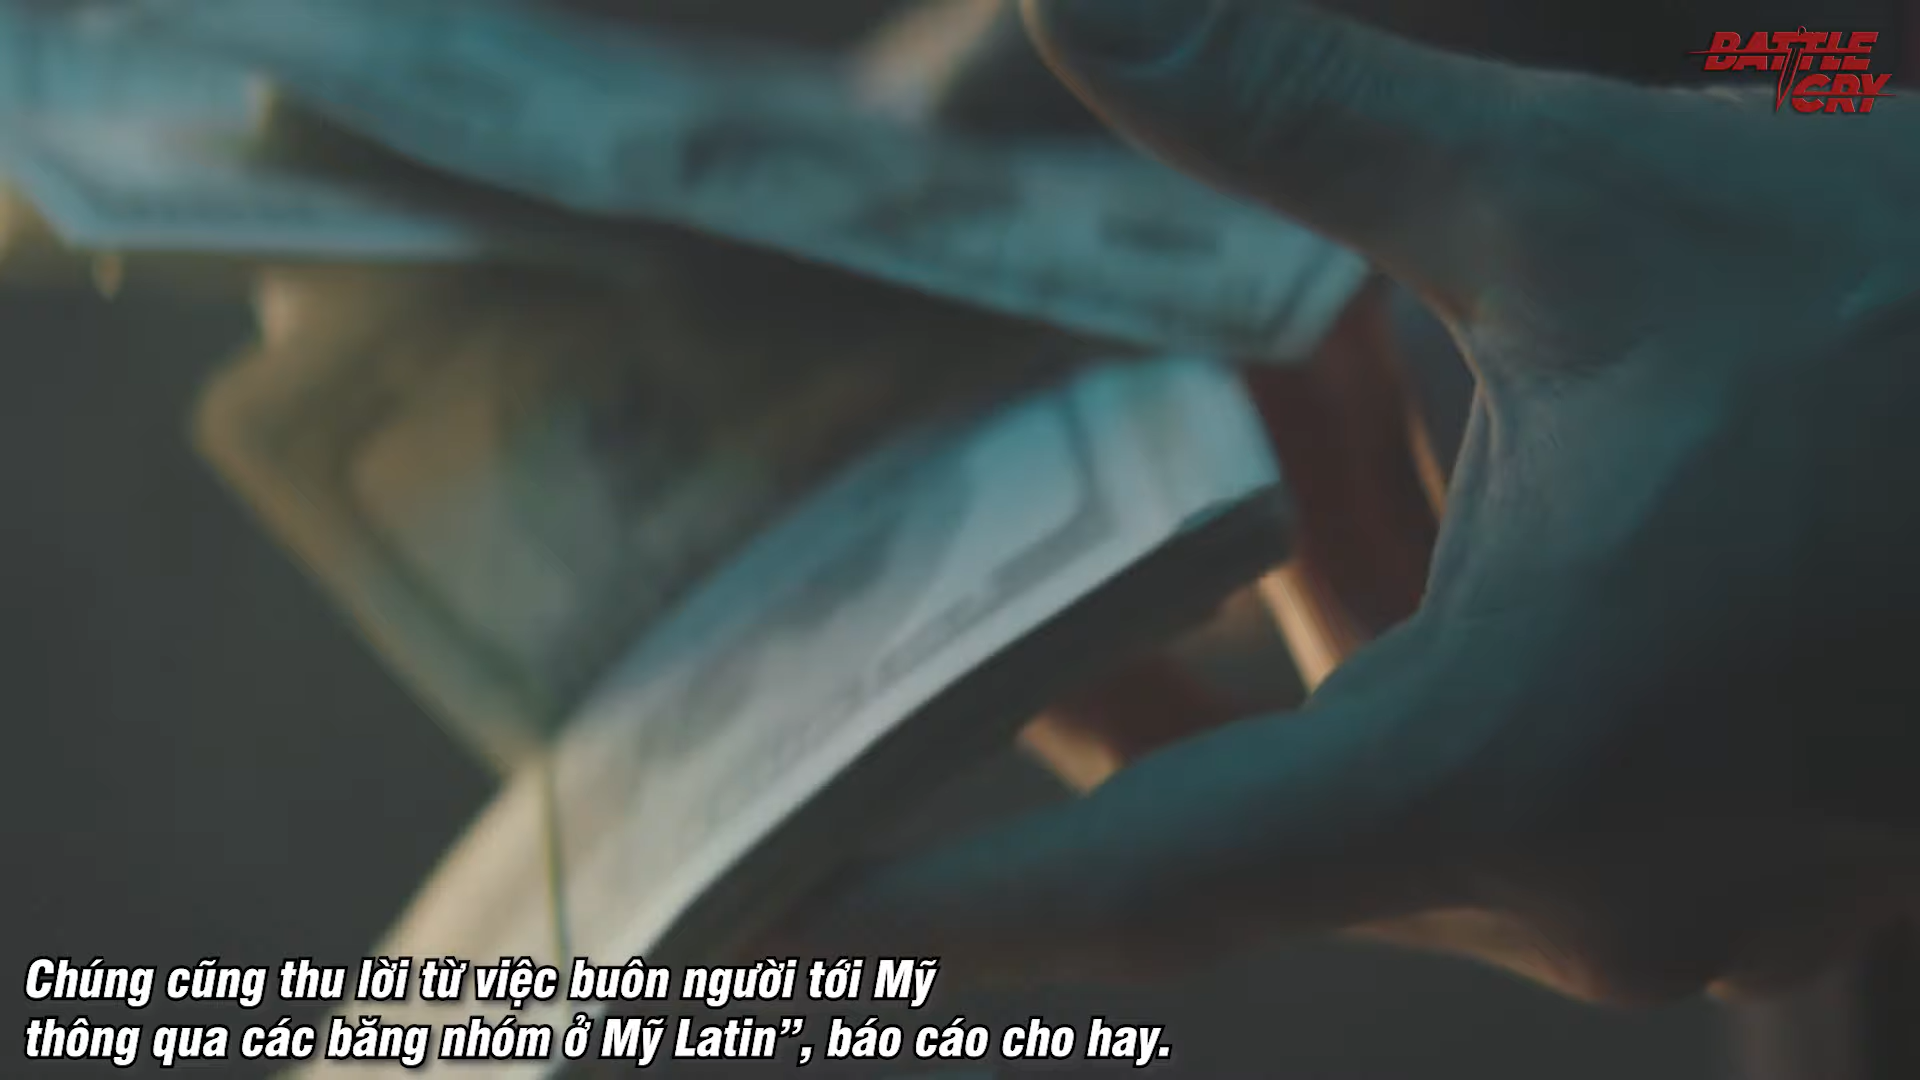 BATTLE
CRY
Chúng cũng thu lời từ việc buôn người tới Mỹ
thông qua các băng nhóm ở Mỹ Latin”, báo cáo cho hay.